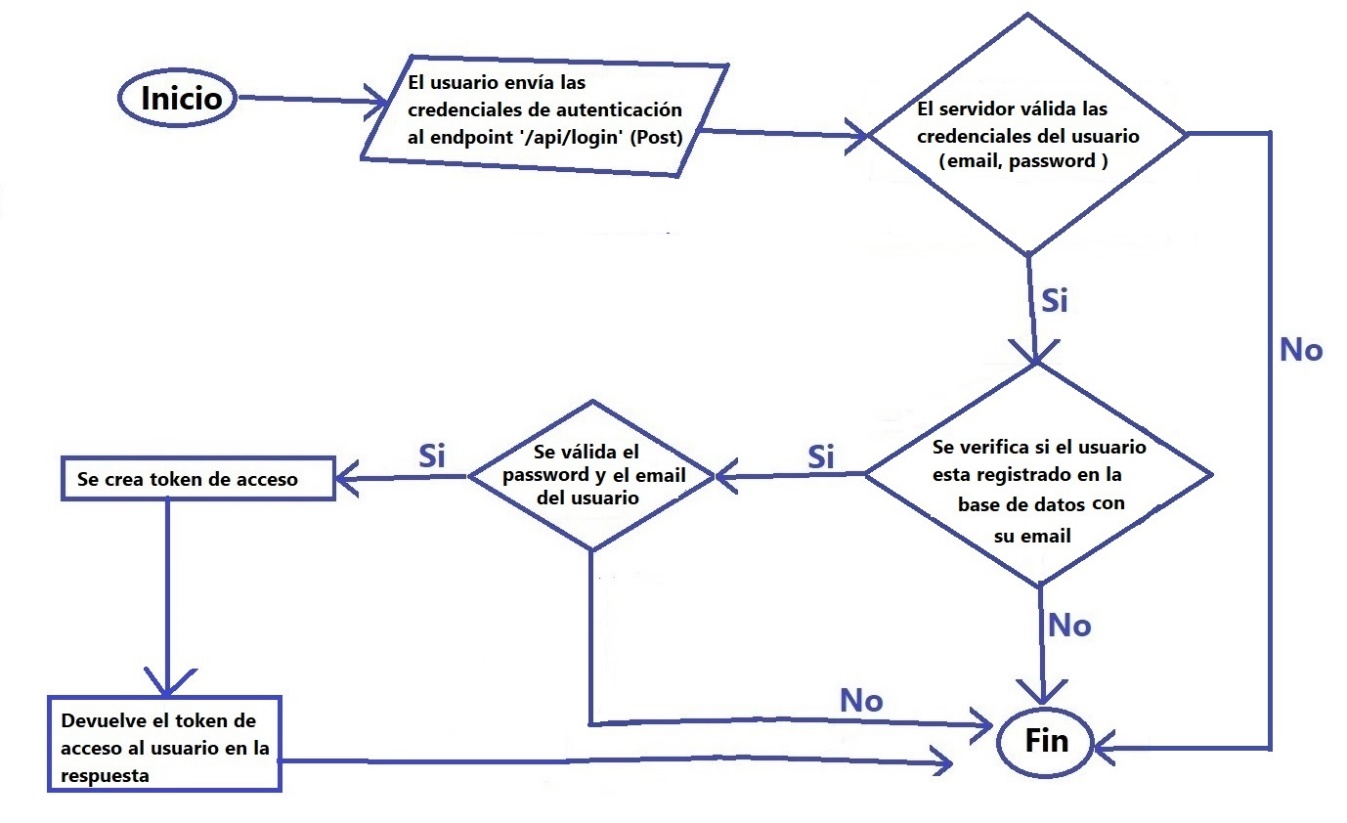 Inicio
El usuario envía las
credenciales de autenticación
al endpoint '/api/login' (Post)
El servidor válida las
credenciales del usuario
(email, password )
Si
No
Se verifica si el usuario
esta registrado en la
base de datos con
su email
Si
No
Se válida el
password y el email
del usuario
Si
No
Se crea token de acceso
Devuelve el token de
acceso al usuario en la
respuesta
Fin